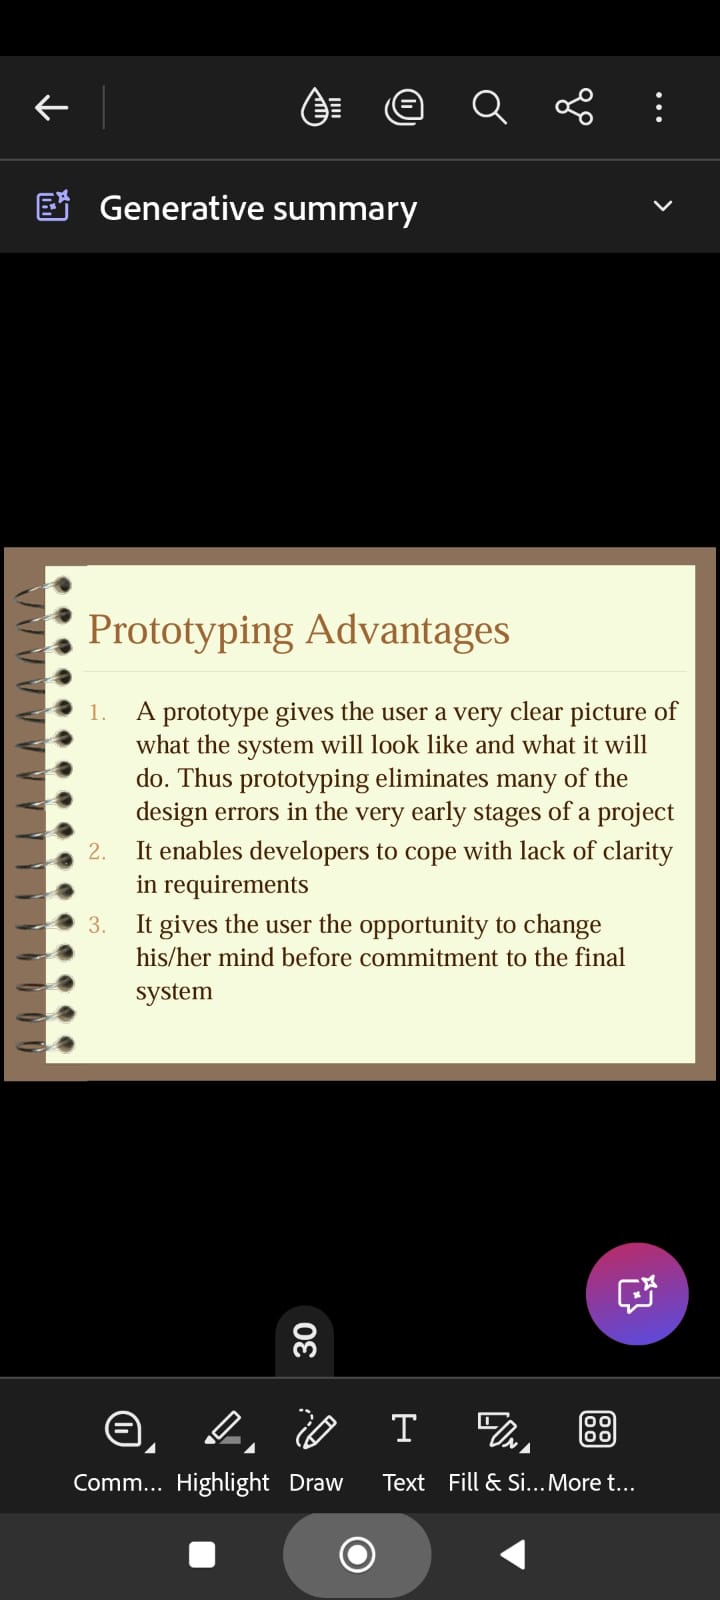 Generative summary
Prototyping Advantages
1. A prototype gives the user a very clear picture of
what the system will look like and what it will
do. Thus prototyping eliminates many of the
design errors in the very early stages of a project
2. It enables developers to cope with lack of clarity
in requirements
3. It gives the user the opportunity to change
his/her mind before commitment to the final
system
30
Comm... Highlight Draw Text Fill & Si... More t...